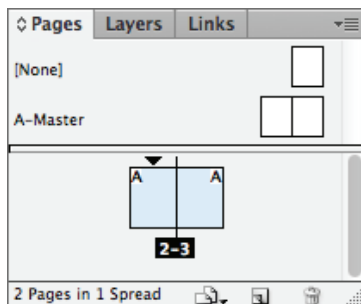 Pages Layers Links
[None]
A-Master
A A
2-3
2 Pages in 1 Spread